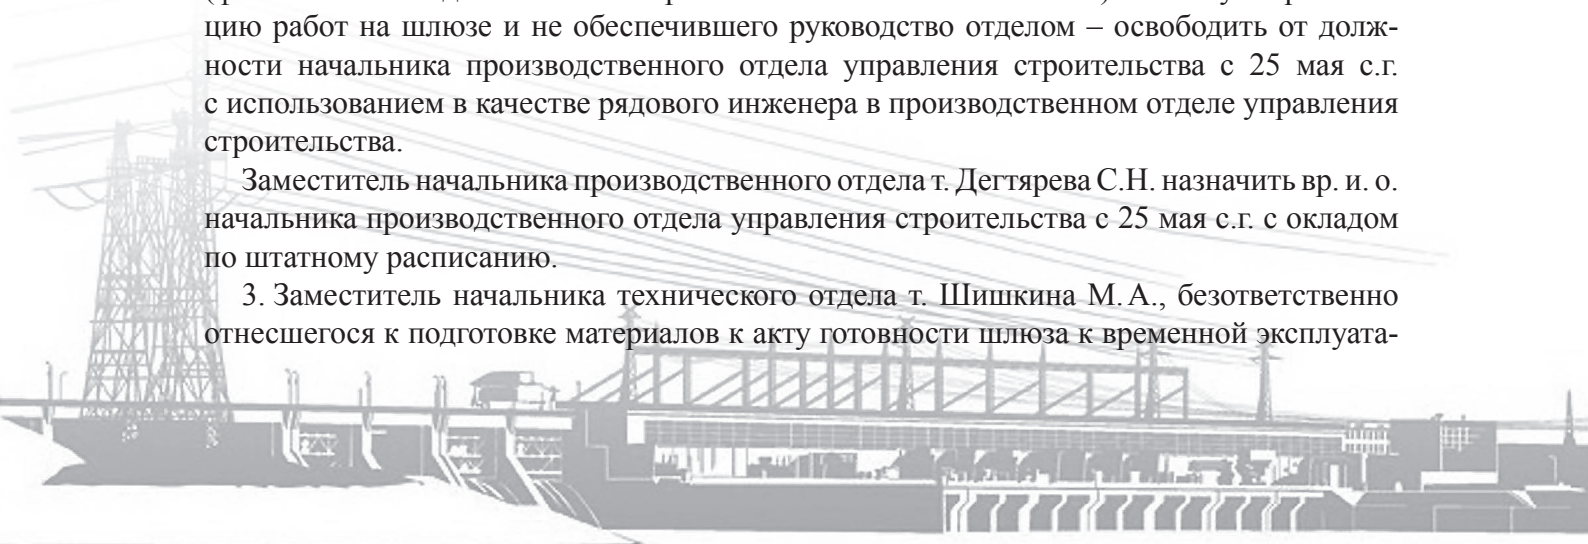 цию работ на шлюзе и не обеспечившего руководство отделом – освободить от долж-
ности начальника производственного отдела управления строительства с 25 мая с.г.
с использованием в качестве рядового инженера в производственном отделе управления
строительства.
Заместитель начальника производственного отдела т. Дегтярева С.Н. назначить вр. и. о.
начальника производственного отдела управления строительства с 25 мая с.г. с окладом
по штатному расписанию.
3. Заместитель начальника технического отдела т. Шишкина М. А., безответственно
отнесшегося к подготовке материалов к акту готовности шлюза к временной эксплуата-